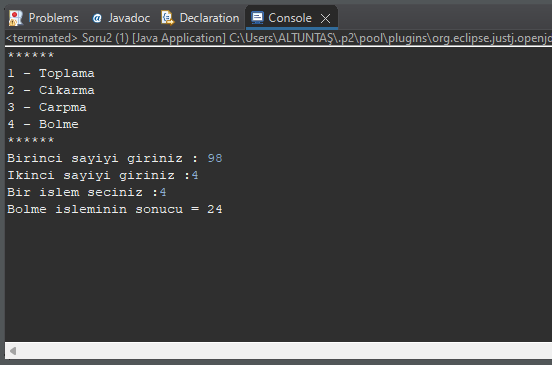 Problems Javadoc Declaration Console
<terminated> Soru2 (1) [Java Application] C:\Users\ALTUNTAŞ\.p2\pool\plugins\org.eclipse.justj.openjd
******
1 - Toplama
2 - Cikarma
3 - Carpma
4 - Bolme
******
Birinci sayiyi giriniz : 98
Ikinci sayiyi giriniz :4
Bir islem seciniz :4
Bolme isleminin sonucu = 24